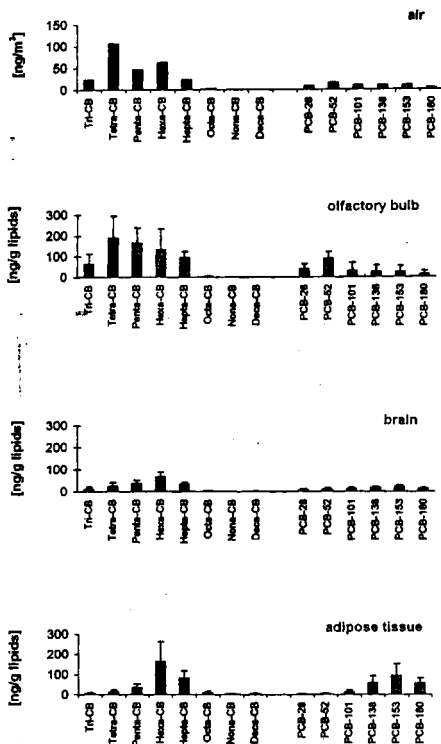 air
[ng/m³]
150
100
50
0
Tri-CB
Tetra-CB
Penta-CB
Hexa-CB
Hepta-CB
Octa-CB
Nona-CB
Deca-CB
PCB-28
PCB-52
PCB-101
PCB-138
PCB-153
PCB-180
olfactory bulb
[ng/g lipids]
300
200
100
0
Tri-CB
Tetra-CB
Penta-CB
Hexa-CB
Hepta-CB
Octa-CB
Nona-CB
Deca-CB
PCB-28
PCB-52
PCB-101
PCB-138
PCB-153
PCB-180
brain
[ng/g lipids]
300
200
100
0
Tri-CB
Tetra-CB
Penta-CB
Hexa-CB
Hepta-CB
Octa-CB
Nona-CB
Deca-CB
PCB-28
PCB-52
PCB-101
PCB-138
PCB-153
PCB-180
adipose tissue
[ng/g lipids]
300
200
100
0
Tri-CB
Tetra-CB
Penta-CB
Hexa-CB
Hepta-CB
Octa-CB
Nona-CB
Deca-CB
PCB-28
PCB-52
PCB-101
PCB-138
PCB-153
PCB-180